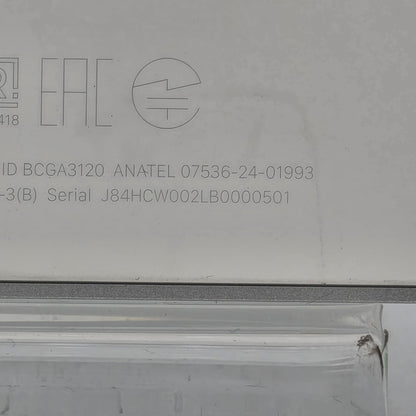 R!
418 EAC
ID BCGA3120 ANATEL 07536-24-01993
-3(B) Serial J84HCW002LB0000501